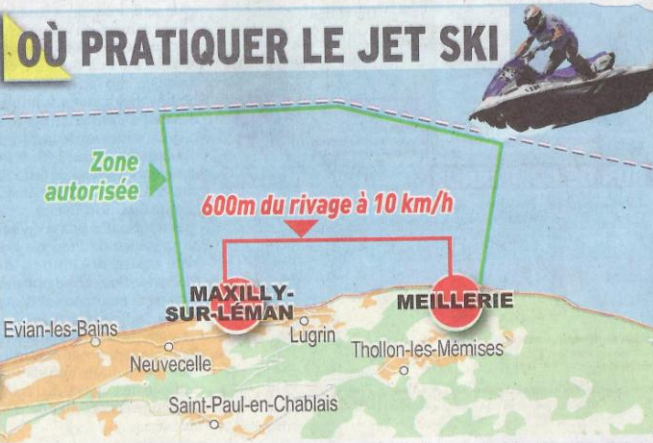 OÙ PRATIQUER LE JET SKI
Zone
autorisée
600m du rivage à 10 km/h
MAXILLY-
SUR-LÉMAN
MEILLERIE
Evian-les-Bains
Lugrin
Neuvecelle
Thollon-les-Mémises
Saint-Paul-en-Chablais